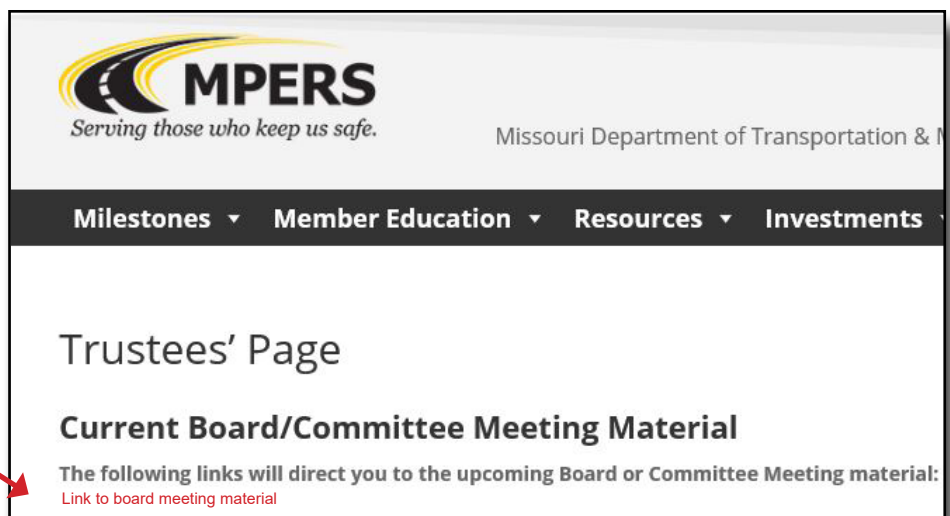 MPERS
Serving those who keep us safe.
Missouri Department of Transportation &
Milestones Member Education Resources Investments
Trustees’ Page
Current Board/Committee Meeting Material
The following links will direct you to the upcoming Board or Committee Meeting material:
Link to board meeting material